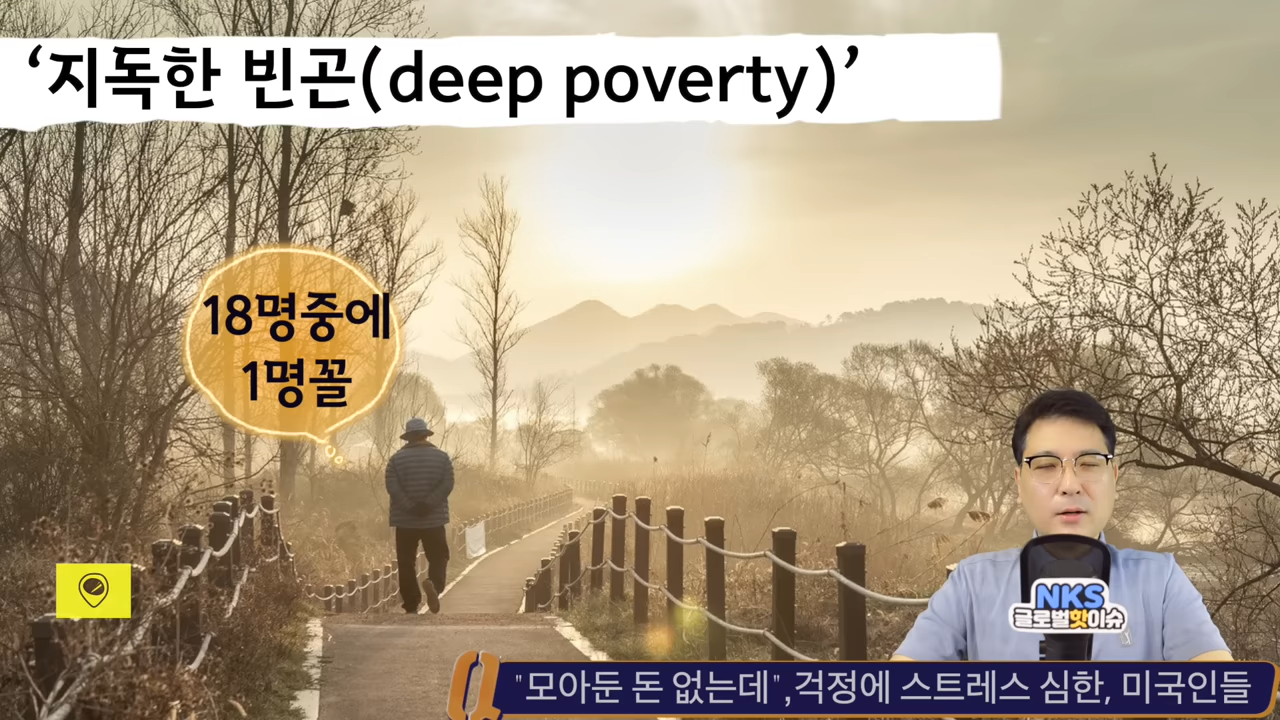 ‘지독한 빈곤(deep poverty)’
18명중에
1명꼴
NKS
글로벌핫이슈
"모아둔 돈 없는데",걱정에 스트레스 심한, 미국인들